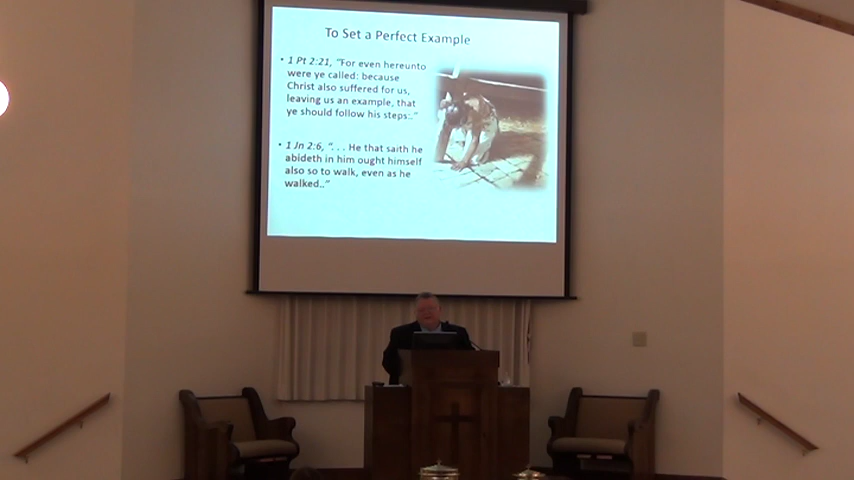 To Set a Perfect Example
• 1 Pt 2:21, "For even hereunto
were ye called: because
Christ also suffered for us,
leaving us an example, that
ye should follow his steps:."
• 1 Jn 2:6, ". . . He that saith he
abideth in him ought himself
also so to walk, even as he
walked.."